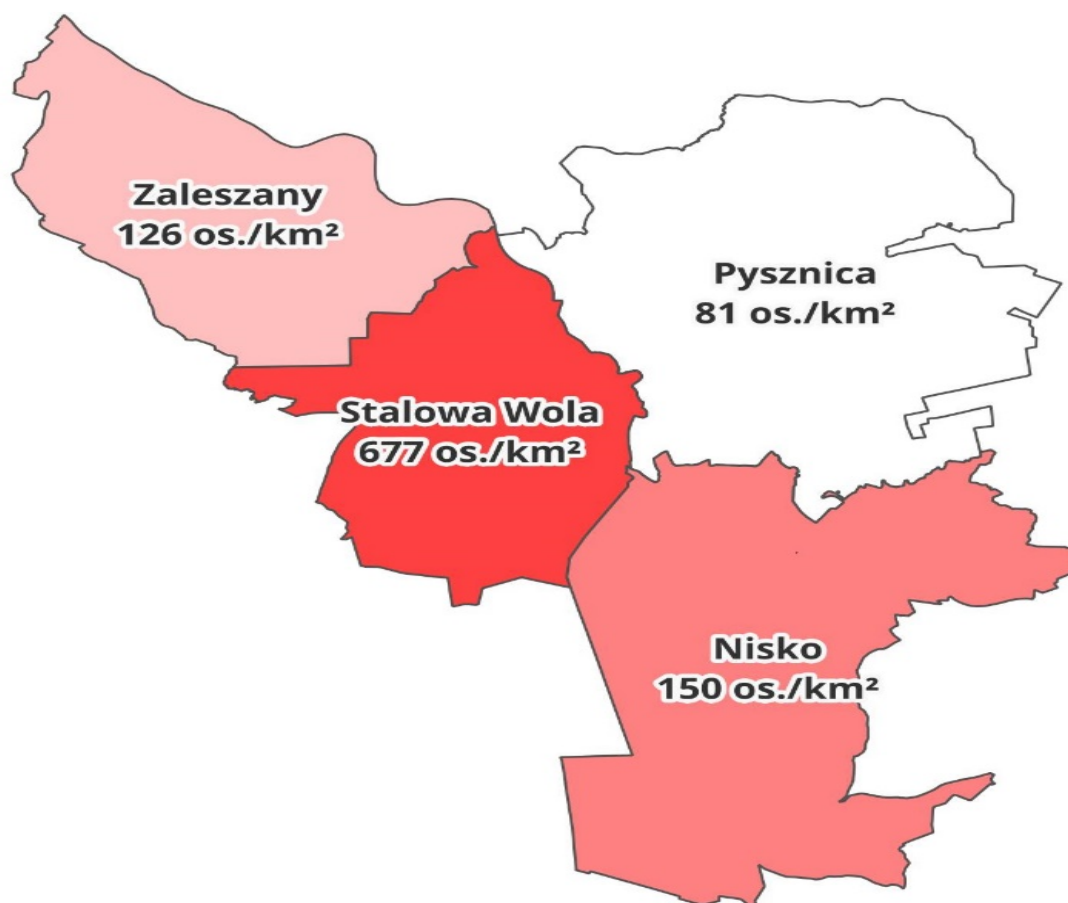 Zaleszany
126 os./km²
Pysznica
81 os./km²
Stalowa Wola
677 os./km²
Nisko
150 os./km²